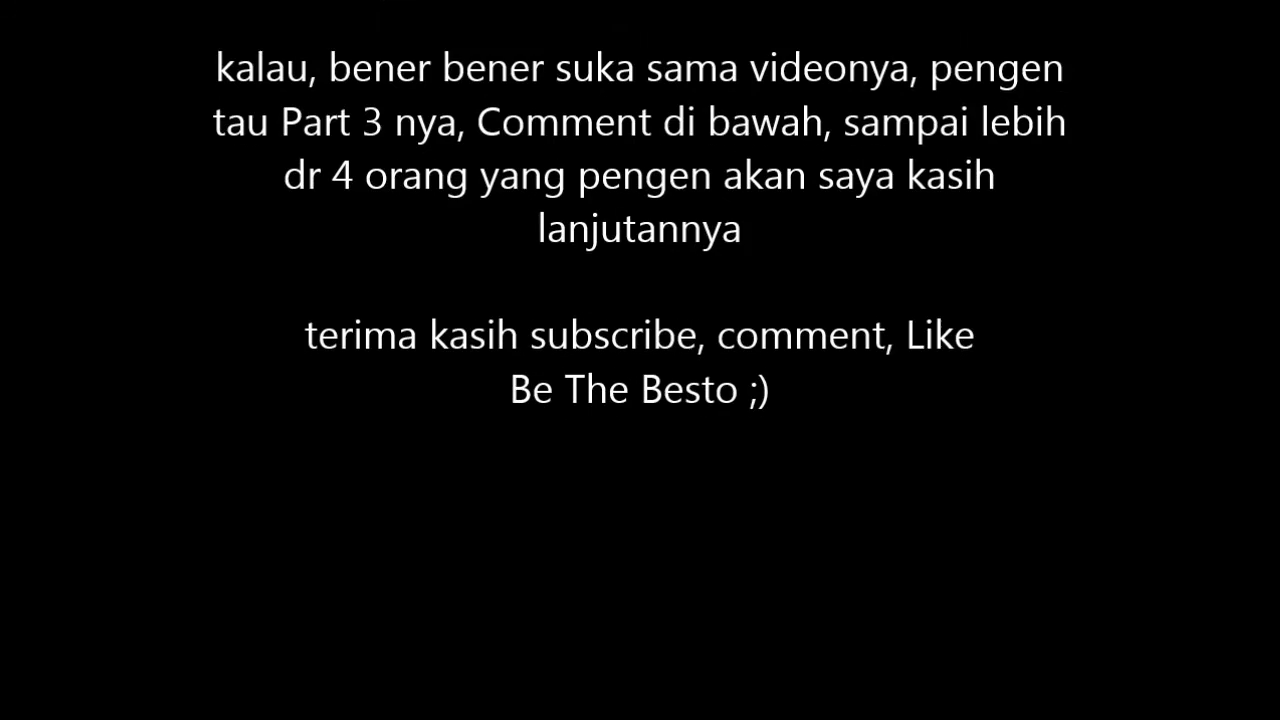 kalau, bener bener suka sama videonya, pengen
tau Part 3 nya, Comment di bawah, sampai lebih
dr 4 orang yang pengen akan saya kasih
lanjutannya
terima kasih subscribe, comment, Like
Be The Besto ;)